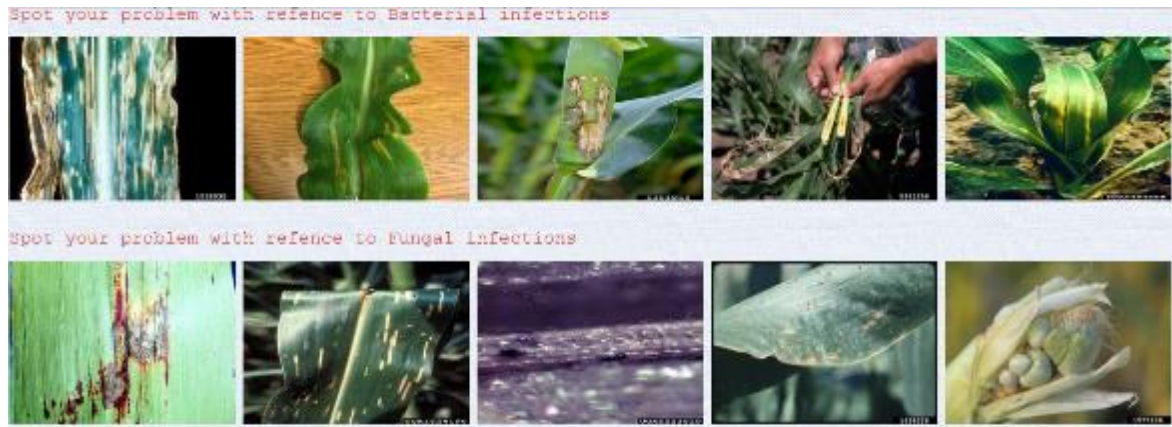 Spot your problem with refence to Bacterial infections
Spot your problem with refence to Fungal infections